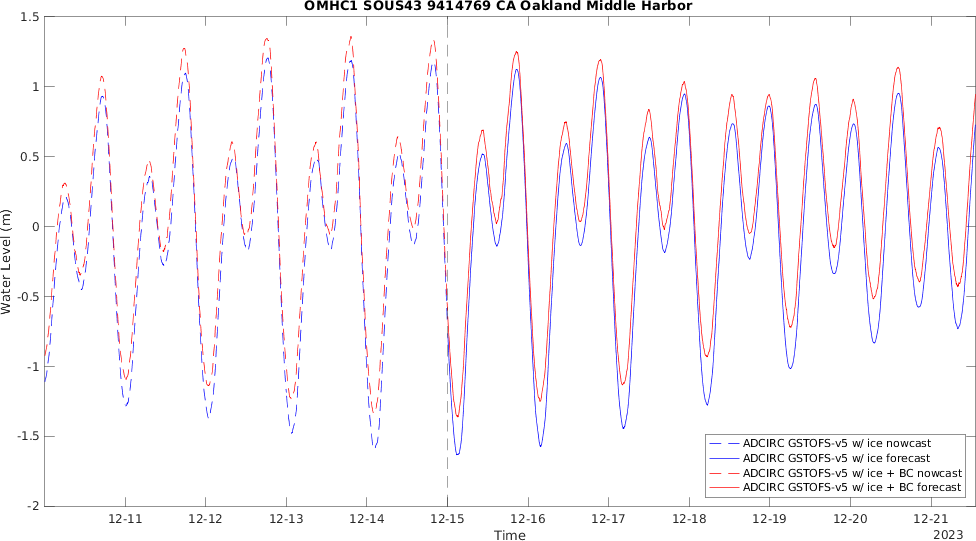 OMHC1 SOUS43 9414769 CA Oakland Middle Harbor
1.5
1
0.5
0
-0.5
-1
-1.5
-2
Water Level (m)
12-11 12-12 12-13 12-14 12-15 12-16 12-17 12-18 12-19 12-20 12-21
Time
2023
ADCIRC GSTOFS-v5 w/ ice nowcast
ADCIRC GSTOFS-v5 w/ ice forecast
ADCIRC GSTOFS-v5 w/ ice + BC nowcast
ADCIRC GSTOFS-v5 w/ ice + BC forecast